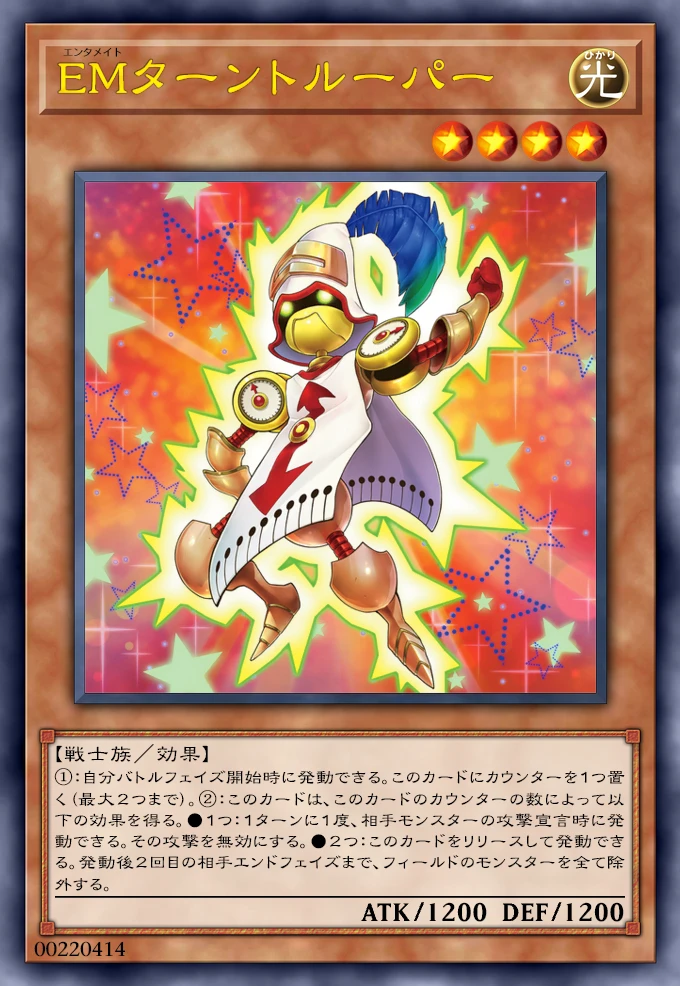 エンタメイト
EMターントルーパー
ひかり
光
【戦士族／効果】
①:自分バトルフェイズ開始時に発動できる。このカードにカウンターを1つ置
く(最大2つまで)。②:このカードは、このカードのカウンターの数によって以
下の効果を得る。●1つ:1ターンに1度、相手モンスターの攻撃宣言時に発
動できる。その攻撃を無効にする。●2つ:このカードをリリースして発動でき
る。発動後2回目の相手エンドフェイズまで、フィールドのモンスターを全て除
外する。
ATK/1200 DEF/1200
00220414